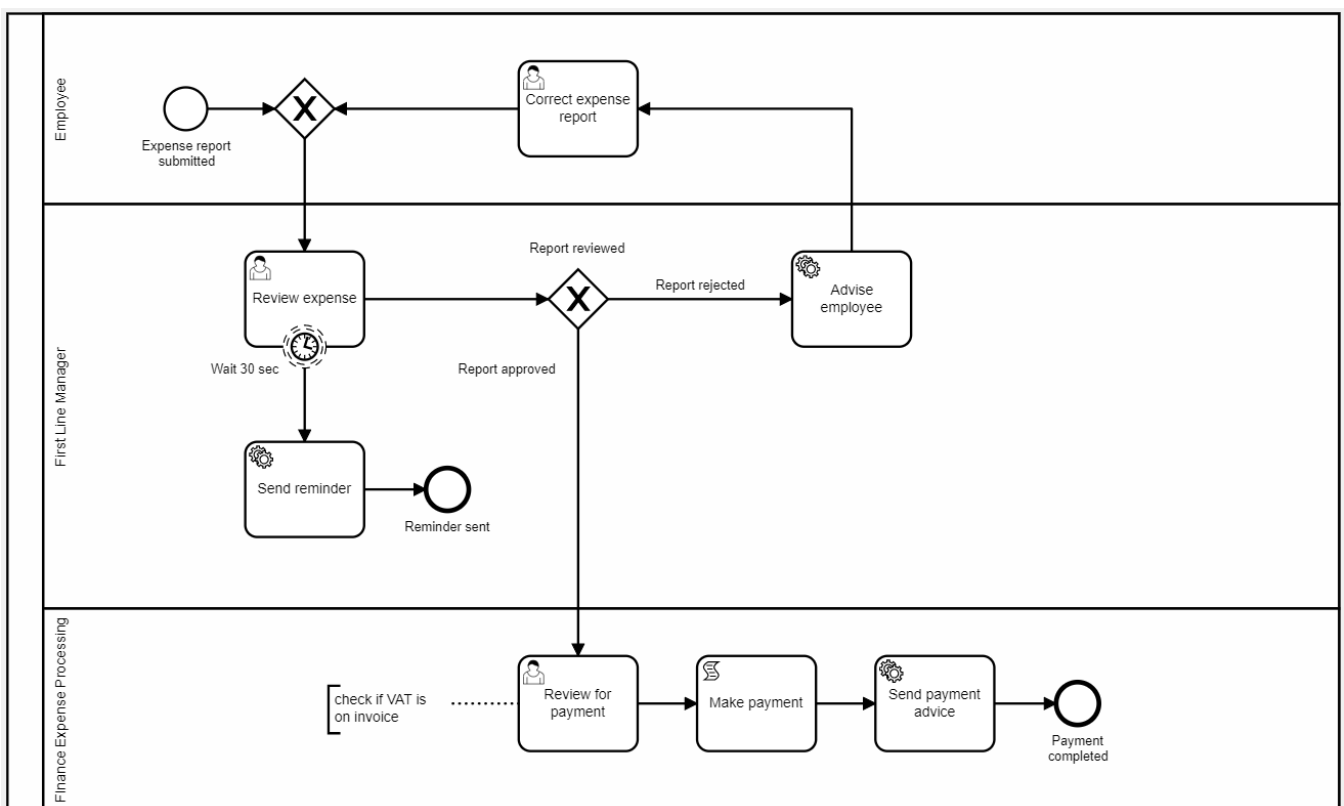 Employee
Expense report
submitted
X
Correct expense
report
First Line Manager
Review expense
Wait 30 sec
Send reminder
Reminder sent
Report reviewed
X
Report rejected
Report approved
Advise
employee
FInance Expense Processing
check if VAT is
on invoice
Review for
payment
Make payment
Send payment
advice
Payment
completed